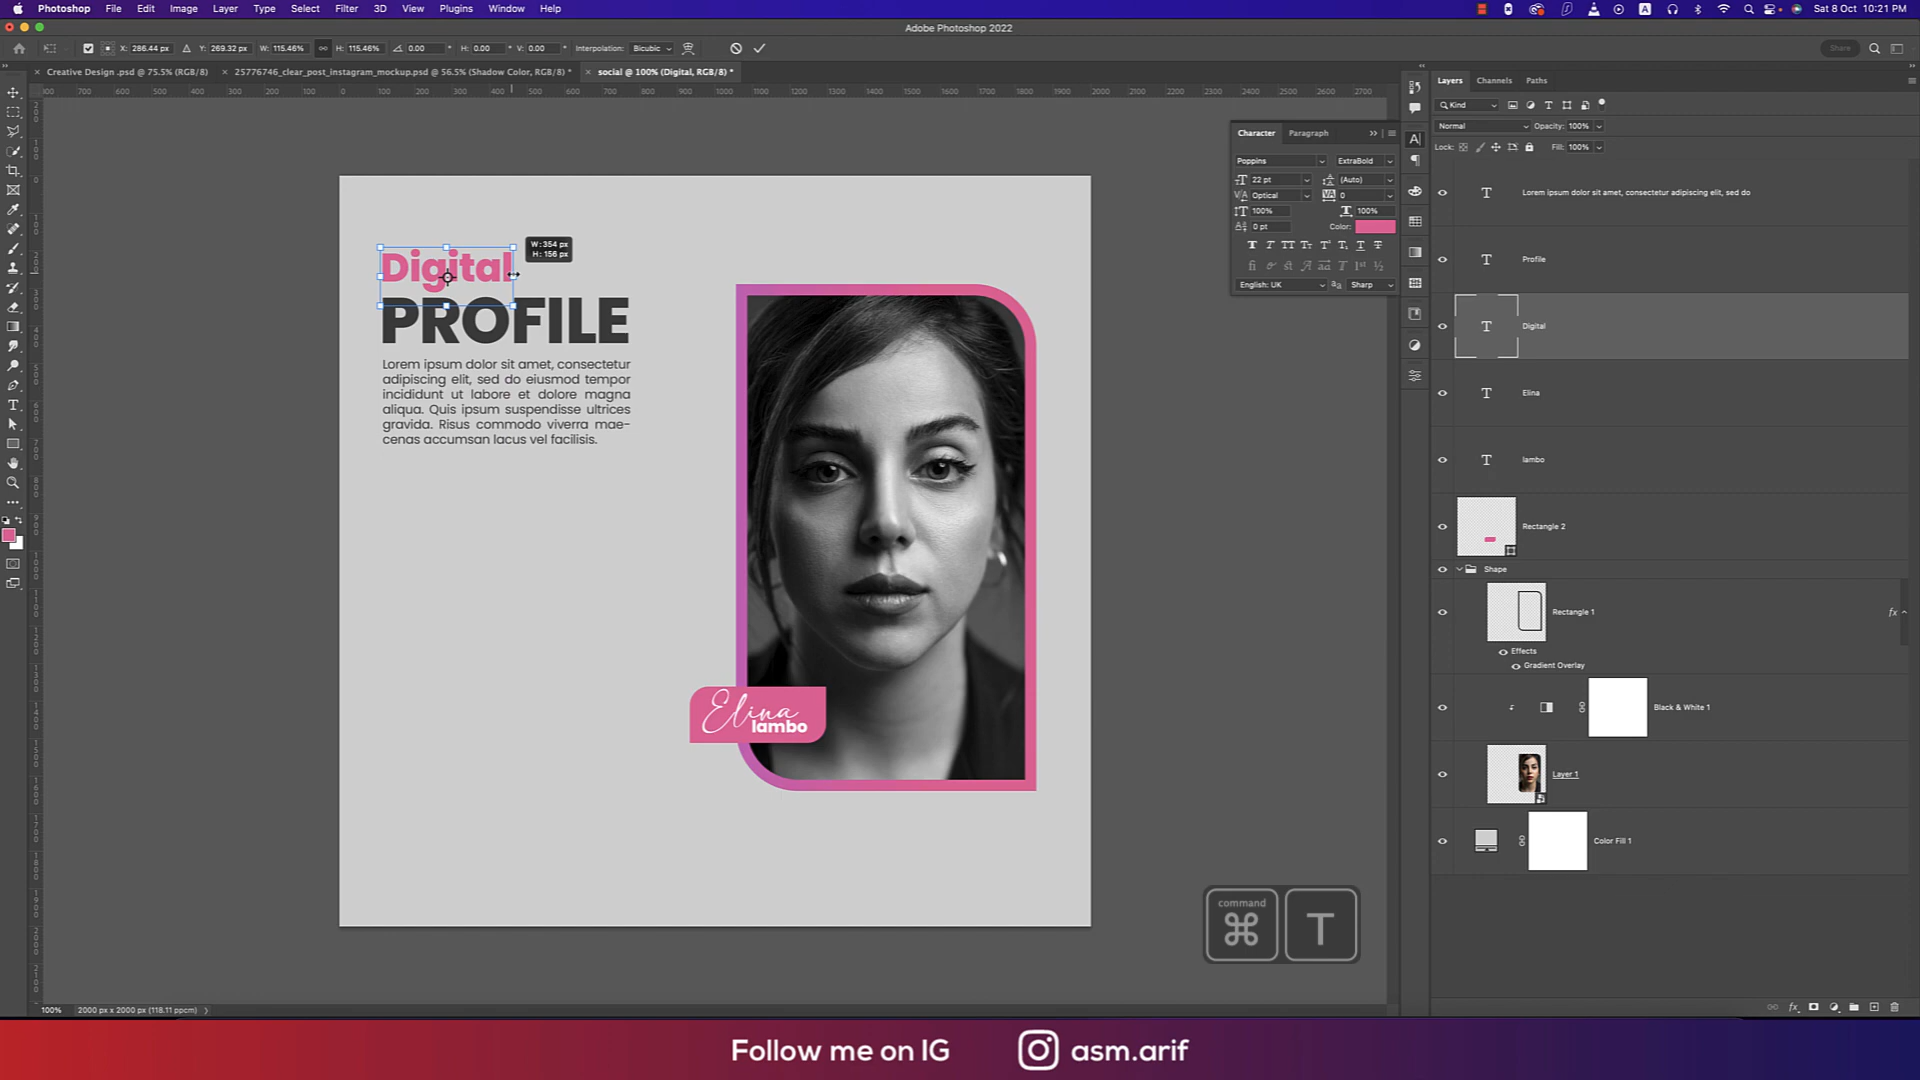 Photoshop File Edit Image Layer Type Select Filter 3D View Plugins Window Help
Sat 8 Oct 10:21 PM
Adobe Photoshop 2022
X: 286.44 px Y: 269.32 px W: 115.46% H: 115.46% 0.00 ° H: 0.00 ° V: 0.00 ° Interpolation: Bicubic
Share
Creative Design .psd @ 75.5% (RGB/8) 25776746_clear_post_instagram_mockup.psd @ 56.5% (Shadow Color, RGB/8) * social @ 100% (Digital, RGB/8) *
Digital
W: 354 px
H: 156 px
PROFILE
Lorem ipsum dolor sit amet, consectetur
adipiscing elit, sed do eiusmod tempor
incididunt ut labore et dolore magna
aliqua. Quis ipsum suspendisse ultrices
gravida. Risus commodo viverra mae-
cenas accumsan lacus vel facilisis.
Elina
lambo
Character Paragraph
Poppins ExtraBold
22 pt (Auto)
Optical 0
100% 100%
0 pt Color:
English: UK Sharp
Layers Channels Paths
Kind
Normal Opacity: 100%
Lock: Fill: 100%
Lorem ipsum dolor sit amet, consectetur adipiscing elit, sed do
Profile
Digital
Elina
lambo
Rectangle 2
Shape
Rectangle 1
fx
Effects
Gradient Overlay
Black & White 1
Layer 1
Color Fill 1
command
⌘ T
100% 2000 px x 2000 px (118.11 ppcm)
Follow me on IG asm.arif